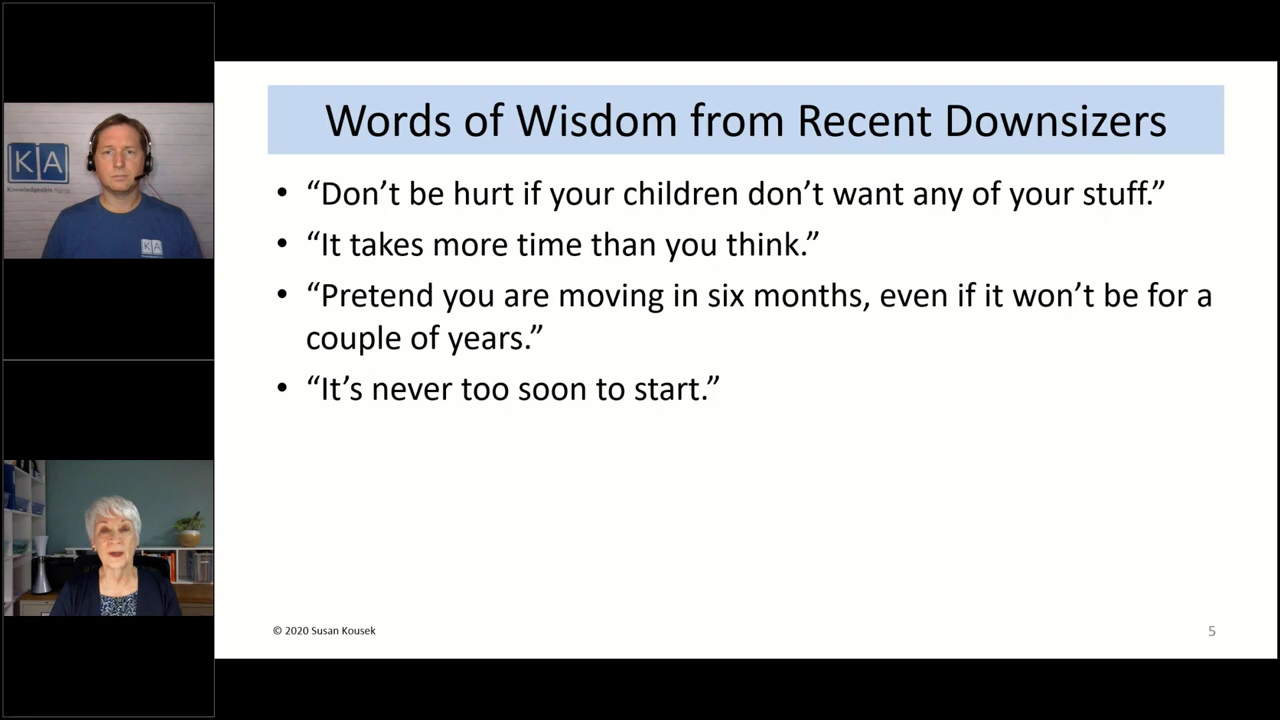 K A
Knowledgeable Aging
K A
Words of Wisdom from Recent Downsizers
• “Don’t be hurt if your children don’t want any of your stuff.”
• “It takes more time than you think.”
• “Pretend you are moving in six months, even if it won’t be for a
couple of years.”
• “It’s never too soon to start.”
© 2020 Susan Kousek
5